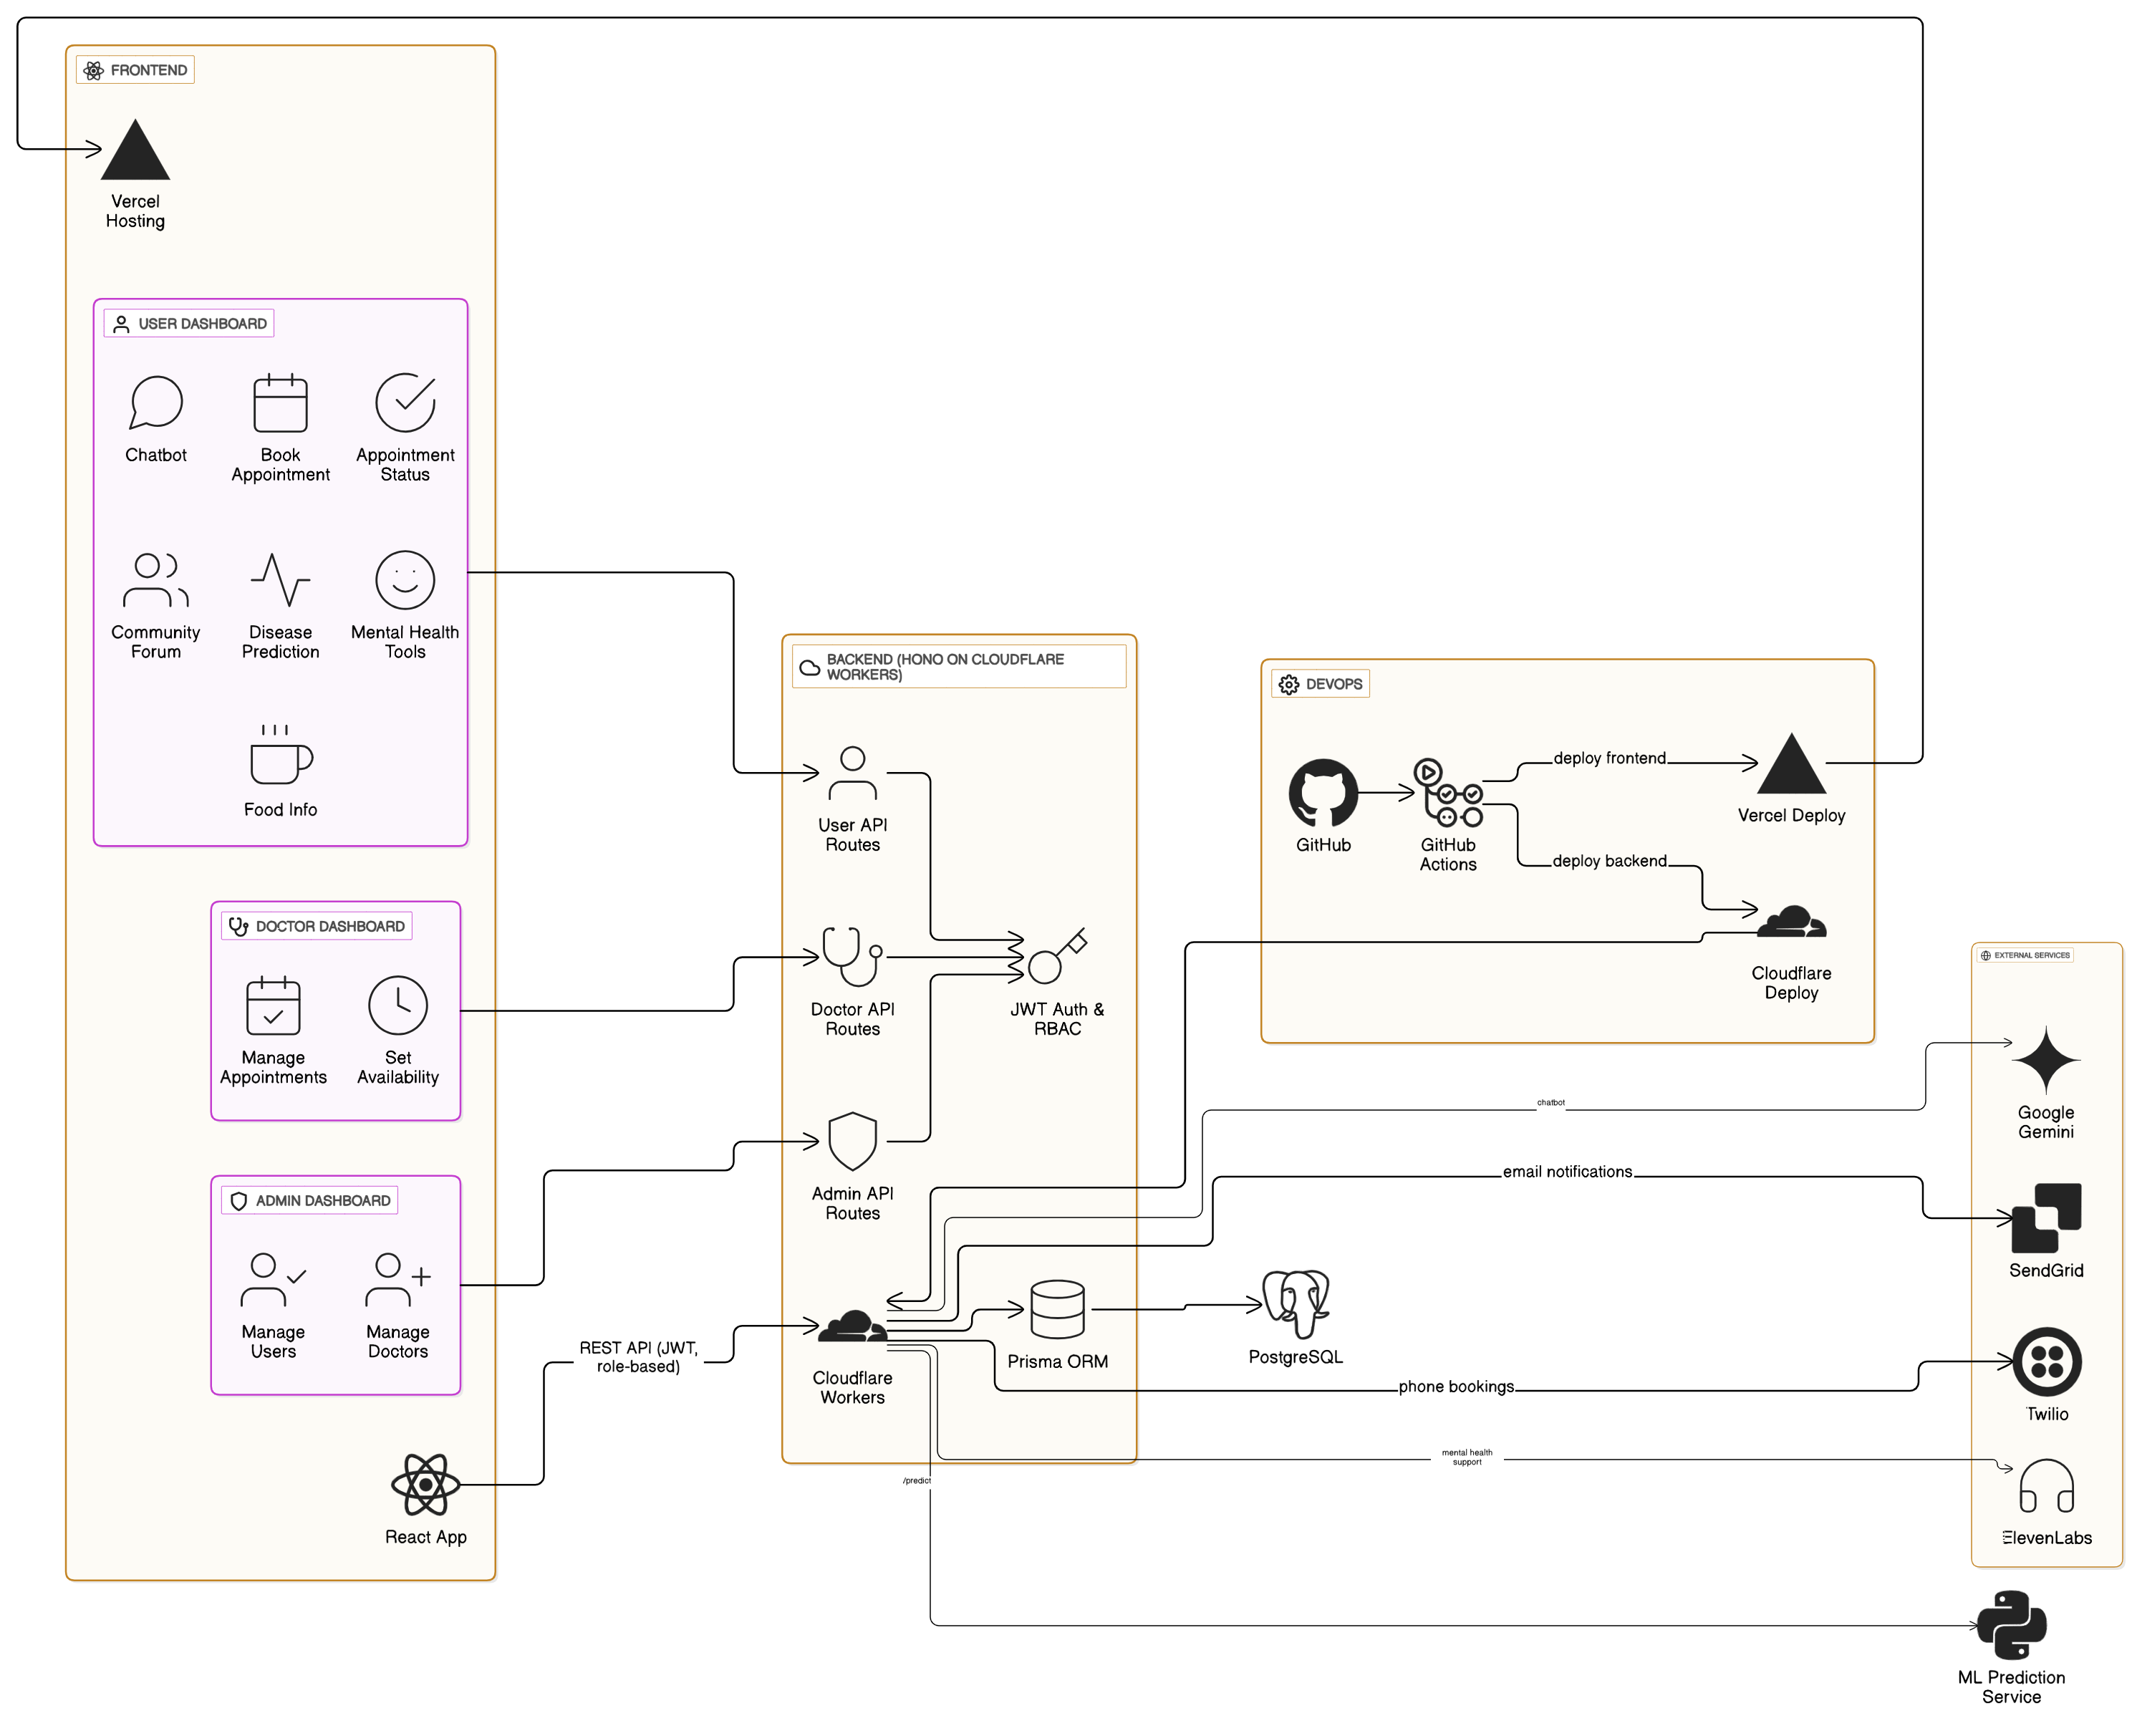 FRONTEND
Vercel
Hosting
USER DASHBOARD
Chatbot
Book
Appointment
Appointment
Status
Community
Forum
Disease
Prediction
Mental Health
Tools
Food Info
DOCTOR DASHBOARD
Manage
Appointments
Set
Availability
ADMIN DASHBOARD
Manage
Users
Manage
Doctors
React App
REST API (JWT,
role-based)
BACKEND (HONO ON CLOUDFLARE
WORKERS)
User API
Routes
Doctor API
Routes
JWT Auth &
RBAC
Admin API
Routes
Cloudflare
Workers
Prisma ORM
PostgreSQL
/predict
DEVOPS
GitHub
GitHub
Actions
deploy frontend
deploy backend
Vercel Deploy
Cloudflare
Deploy
chatbot
email notifications
phone bookings
mental health
support
EXTERNAL SERVICES
Google
Gemini
SendGrid
Twilio
ElevenLabs
ML Prediction
Service